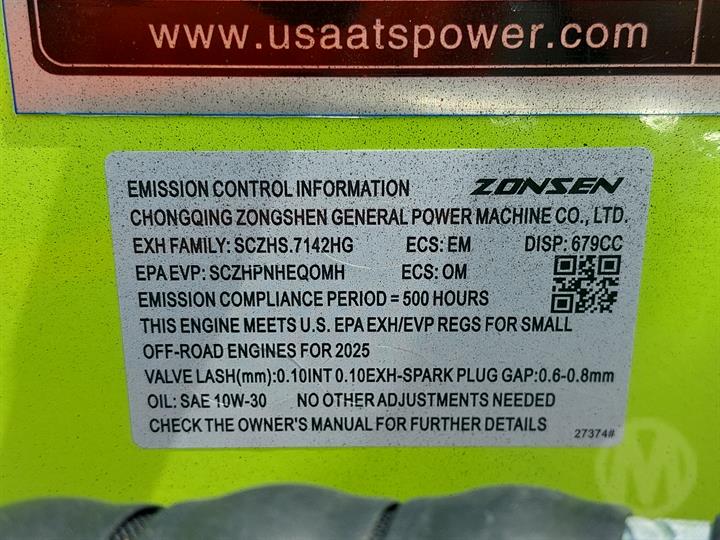 www.usaatspower.com
EMISSION CONTROL INFORMATION ZONSEN
CHONGQING ZONGSHEN GENERAL POWER MACHINE CO., LTD.
EXH FAMILY: SCZHS.7142HG ECS: EM DISP: 679CC
EPA EVP: SCZHPNHEQOMH ECS: OM
EMISSION COMPLIANCE PERIOD = 500 HOURS
THIS ENGINE MEETS U.S. EPA EXH/EVP REGS FOR SMALL
OFF-ROAD ENGINES FOR 2025
VALVE LASH(mm):0.10INT 0.10EXH-SPARK PLUG GAP:0.6-0.8mm
OIL: SAE 10W-30 NO OTHER ADJUSTMENTS NEEDED
CHECK THE OWNER'S MANUAL FOR FURTHER DETAILS
27374#
M